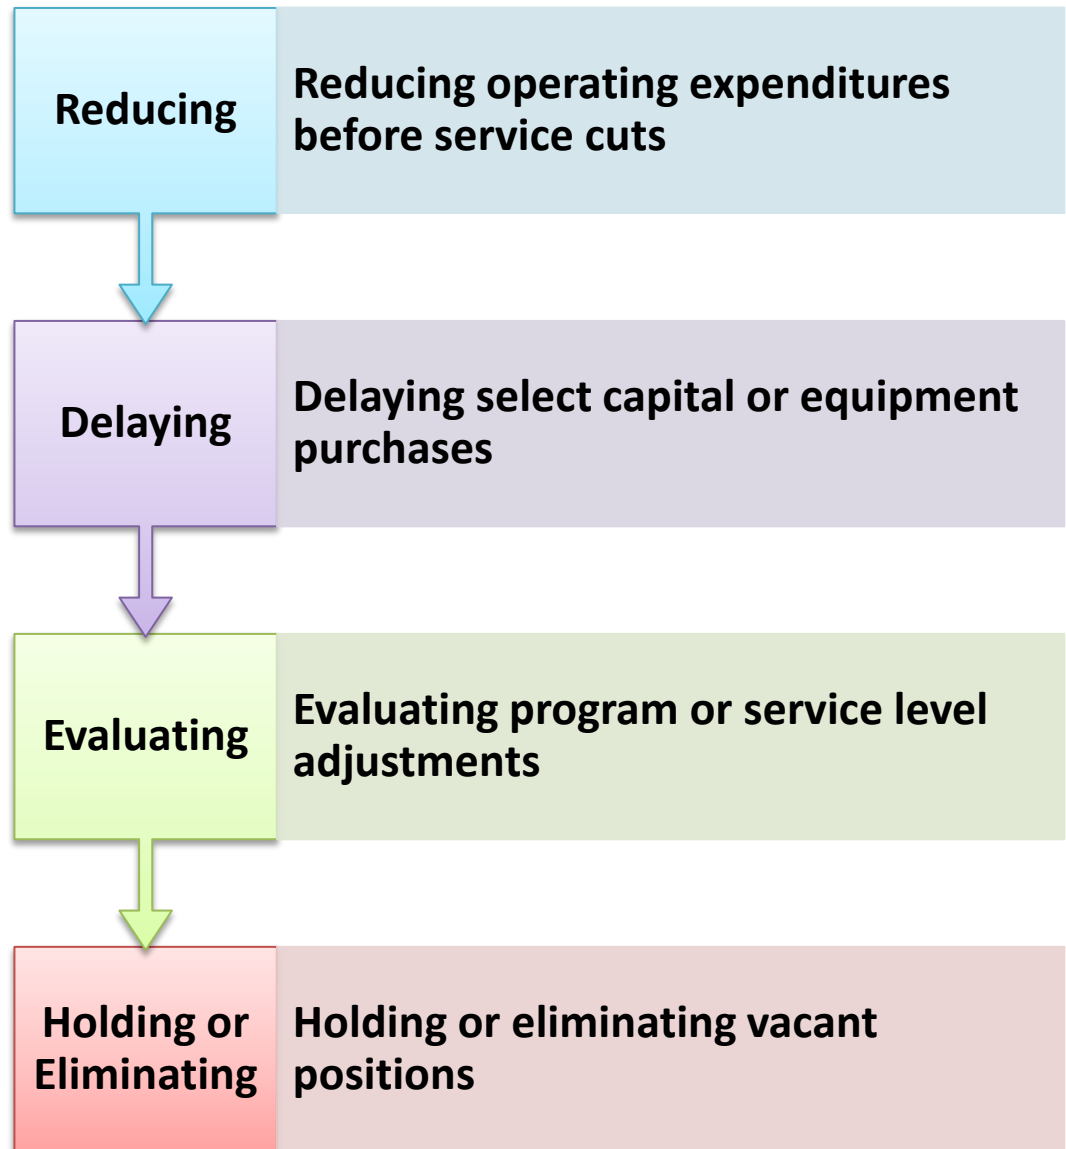 Reducing
Reducing operating expenditures
before service cuts
Delaying
Delaying select capital or equipment
purchases
Evaluating
Evaluating program or service level
adjustments
Holding or
Eliminating
Holding or eliminating vacant
positions